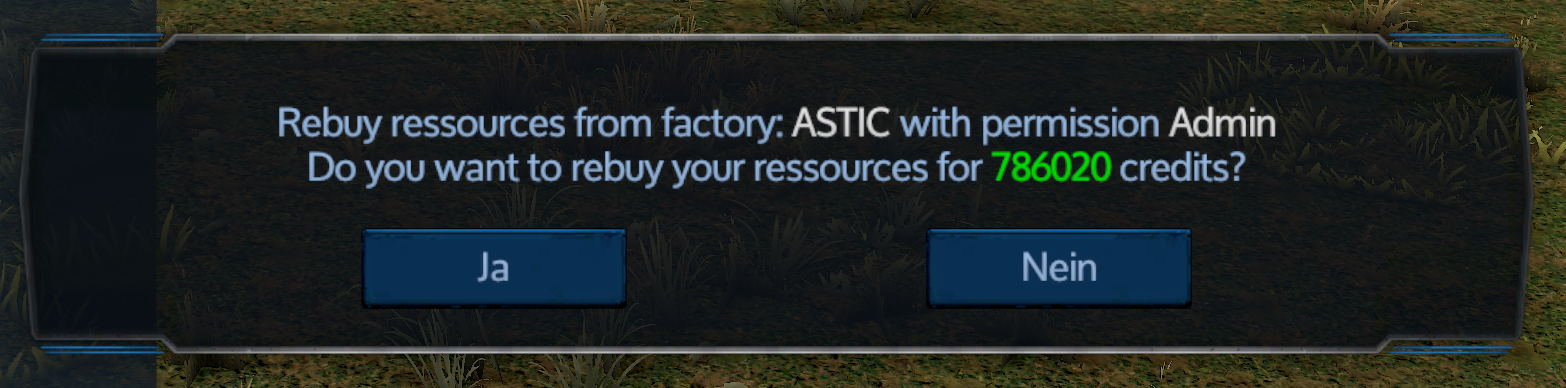 Rebuy ressources from factory: ASTIC with permission Admin
Do you want to rebuy your ressources for 786020 credits?
Ja
Nein